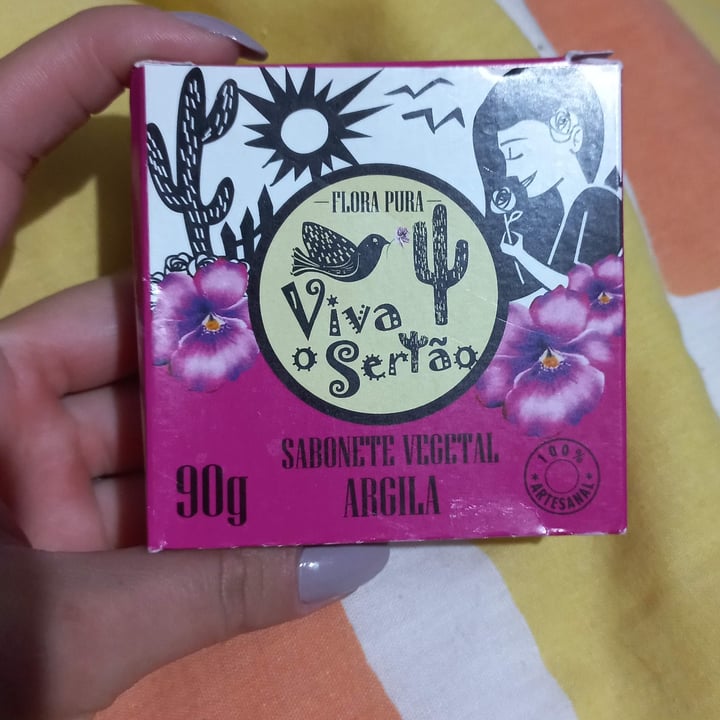 FLORA PURA
Viva
o Sertão
SABONETE VEGETAL
ARGILA
90g
100%
ARTESANAL